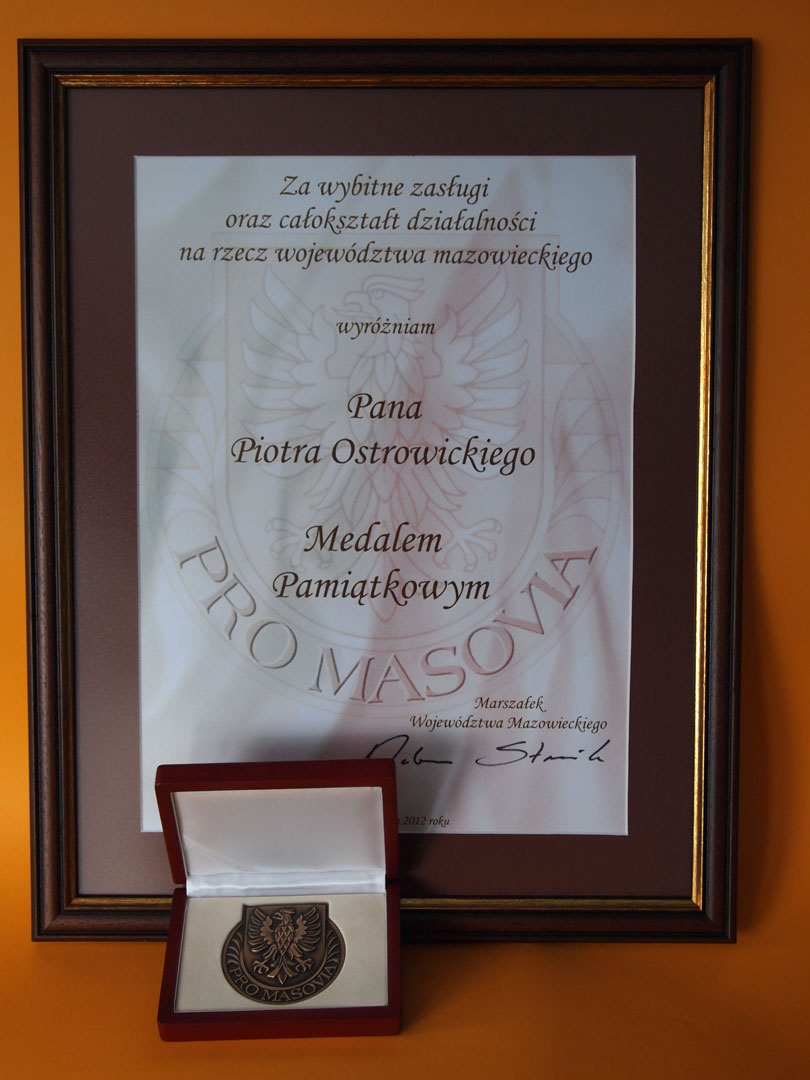 Za wybitne zasługi
oraz całokształt działalności
na rzecz województwa mazowieckiego
wyróżniam
Pana
Piotra Ostrowickiego
Medalem
Pamiątkowym
PRO MASOVIA
Marszałek
Województwa Mazowieckiego
2012 roku
PRO MASOVIA